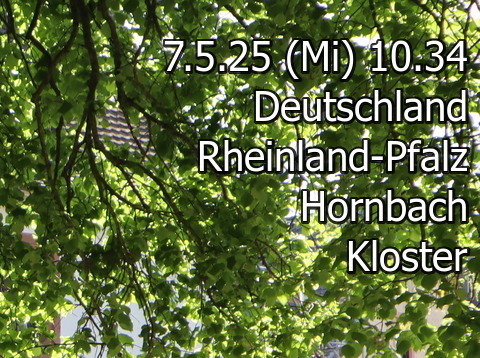 7.5.25 (Mi) 10.34
Deutschland
Rheinland-Pfalz
Hornbach
Kloster